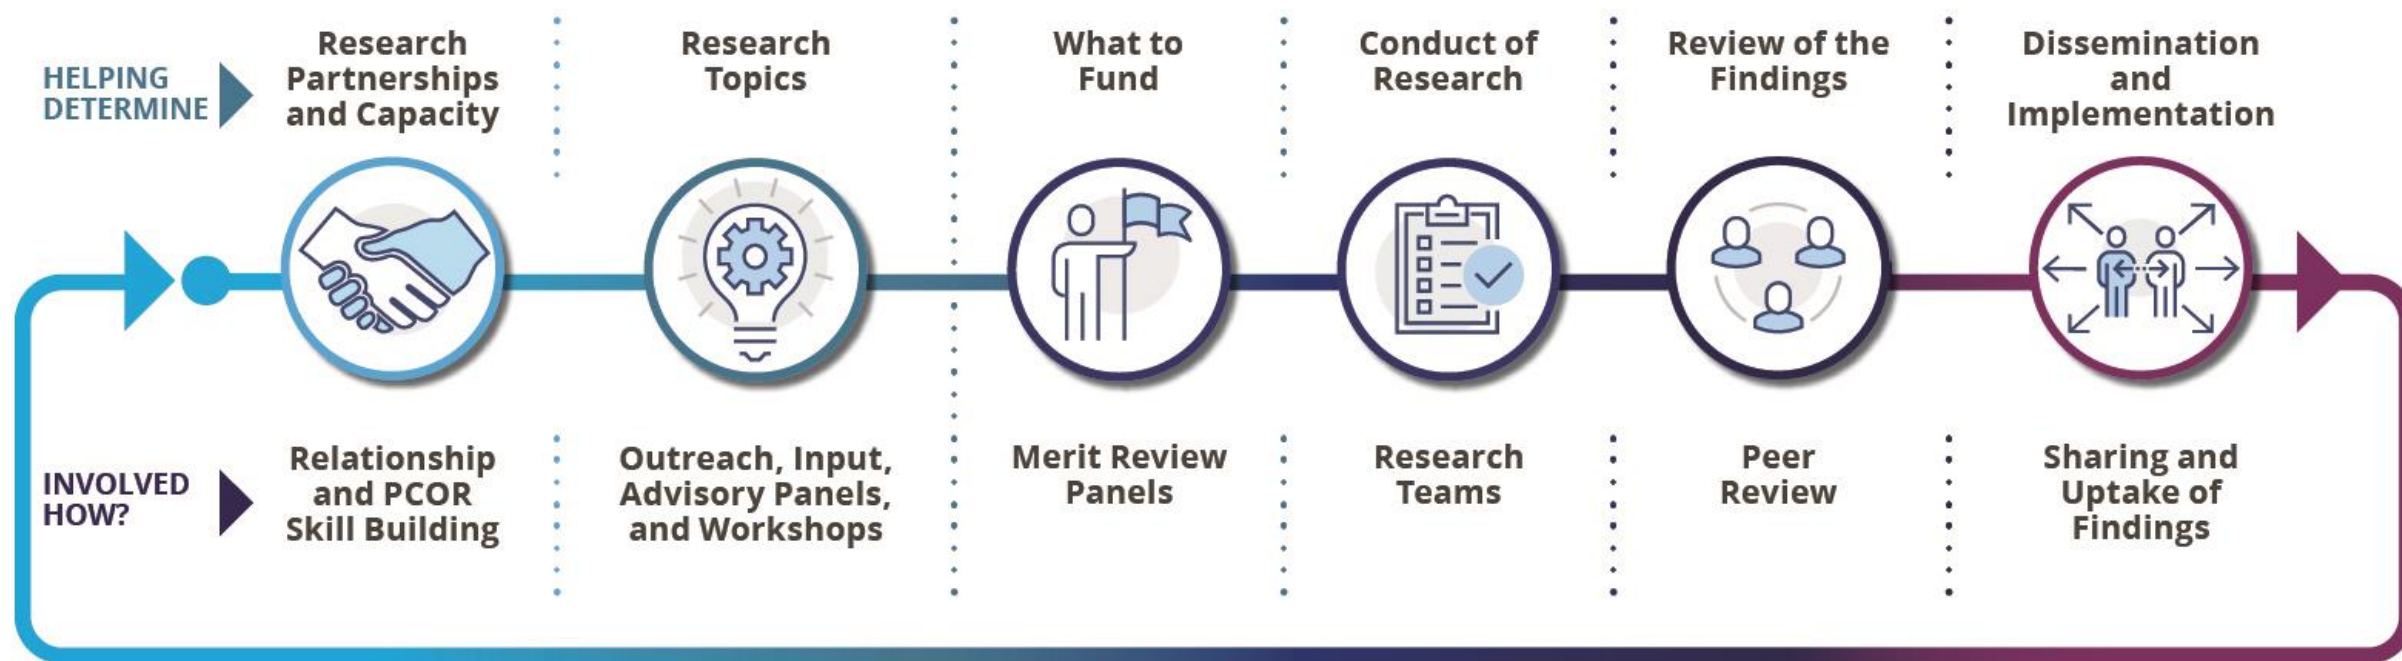 HELPING
DETERMINE
Research
Partnerships
and Capacity
Research
Topics
What to
Fund
Conduct of
Research
Review of the
Findings
Dissemination
and
Implementation
INVOLVED
HOW?
Relationship
and PCOR
Skill Building
Outreach, Input,
Advisory Panels,
and Workshops
Merit Review
Panels
Research
Teams
Peer
Review
Sharing and
Uptake of
Findings